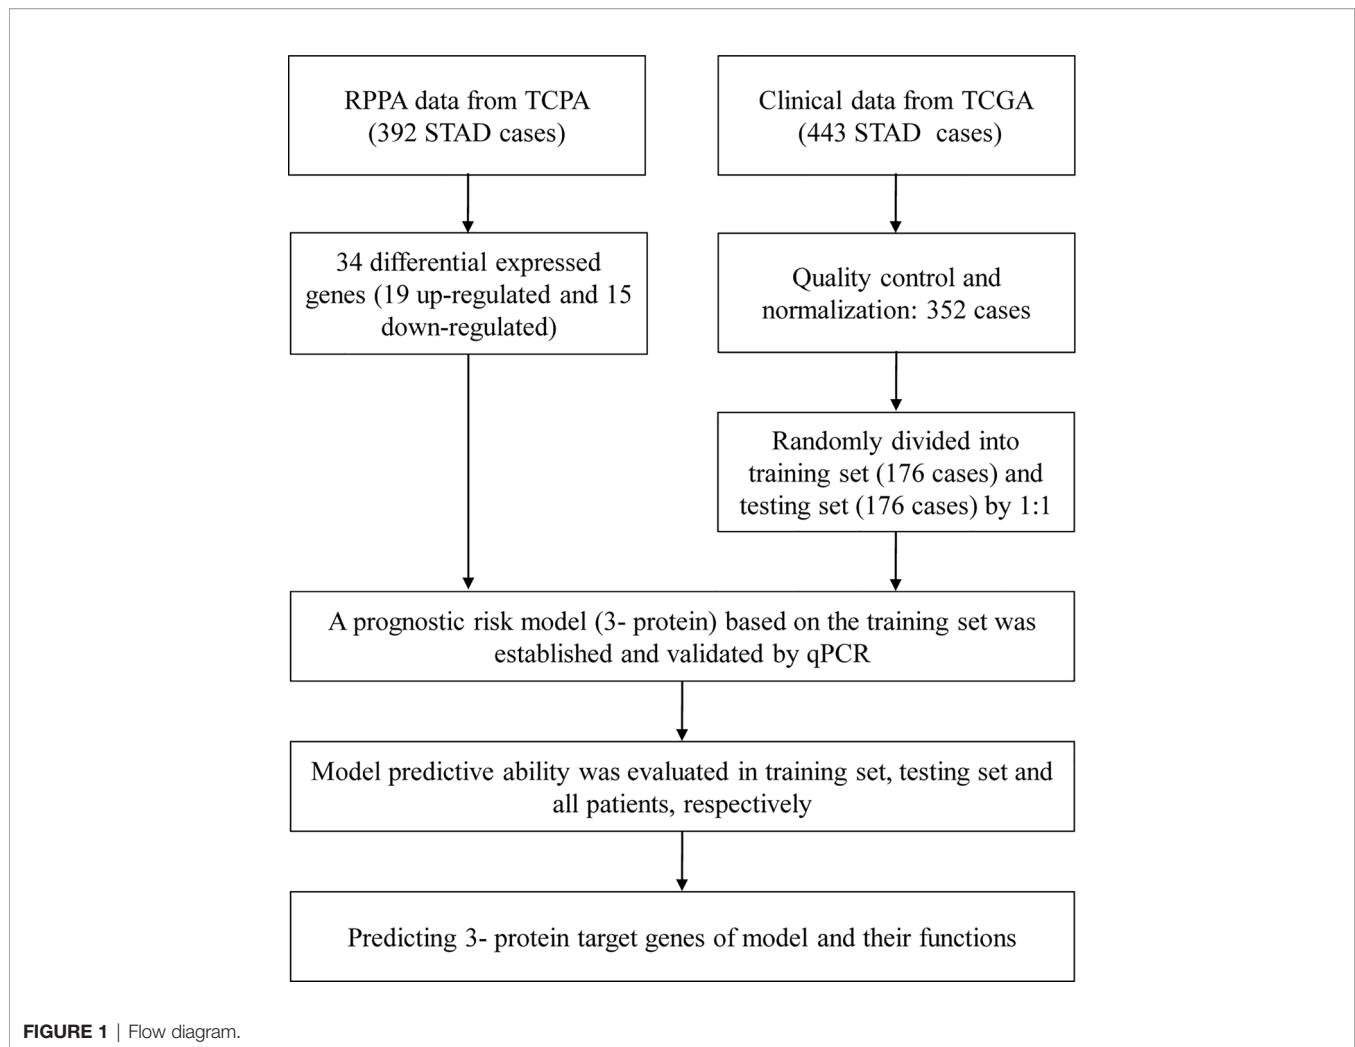 RPPA data from TCPA
(392 STAD cases)
Clinical data from TCGA
(443 STAD cases)
34 differential expressed
genes (19 up-regulated and 15
down-regulated)
Quality control and
normalization: 352 cases
Randomly divided into
training set (176 cases) and
testing set (176 cases) by 1:1
A prognostic risk model (3- protein) based on the training set was
established and validated by qPCR
Model predictive ability was evaluated in training set, testing set and
all patients, respectively
Predicting 3- protein target genes of model and their functions
FIGURE 1 | Flow diagram.